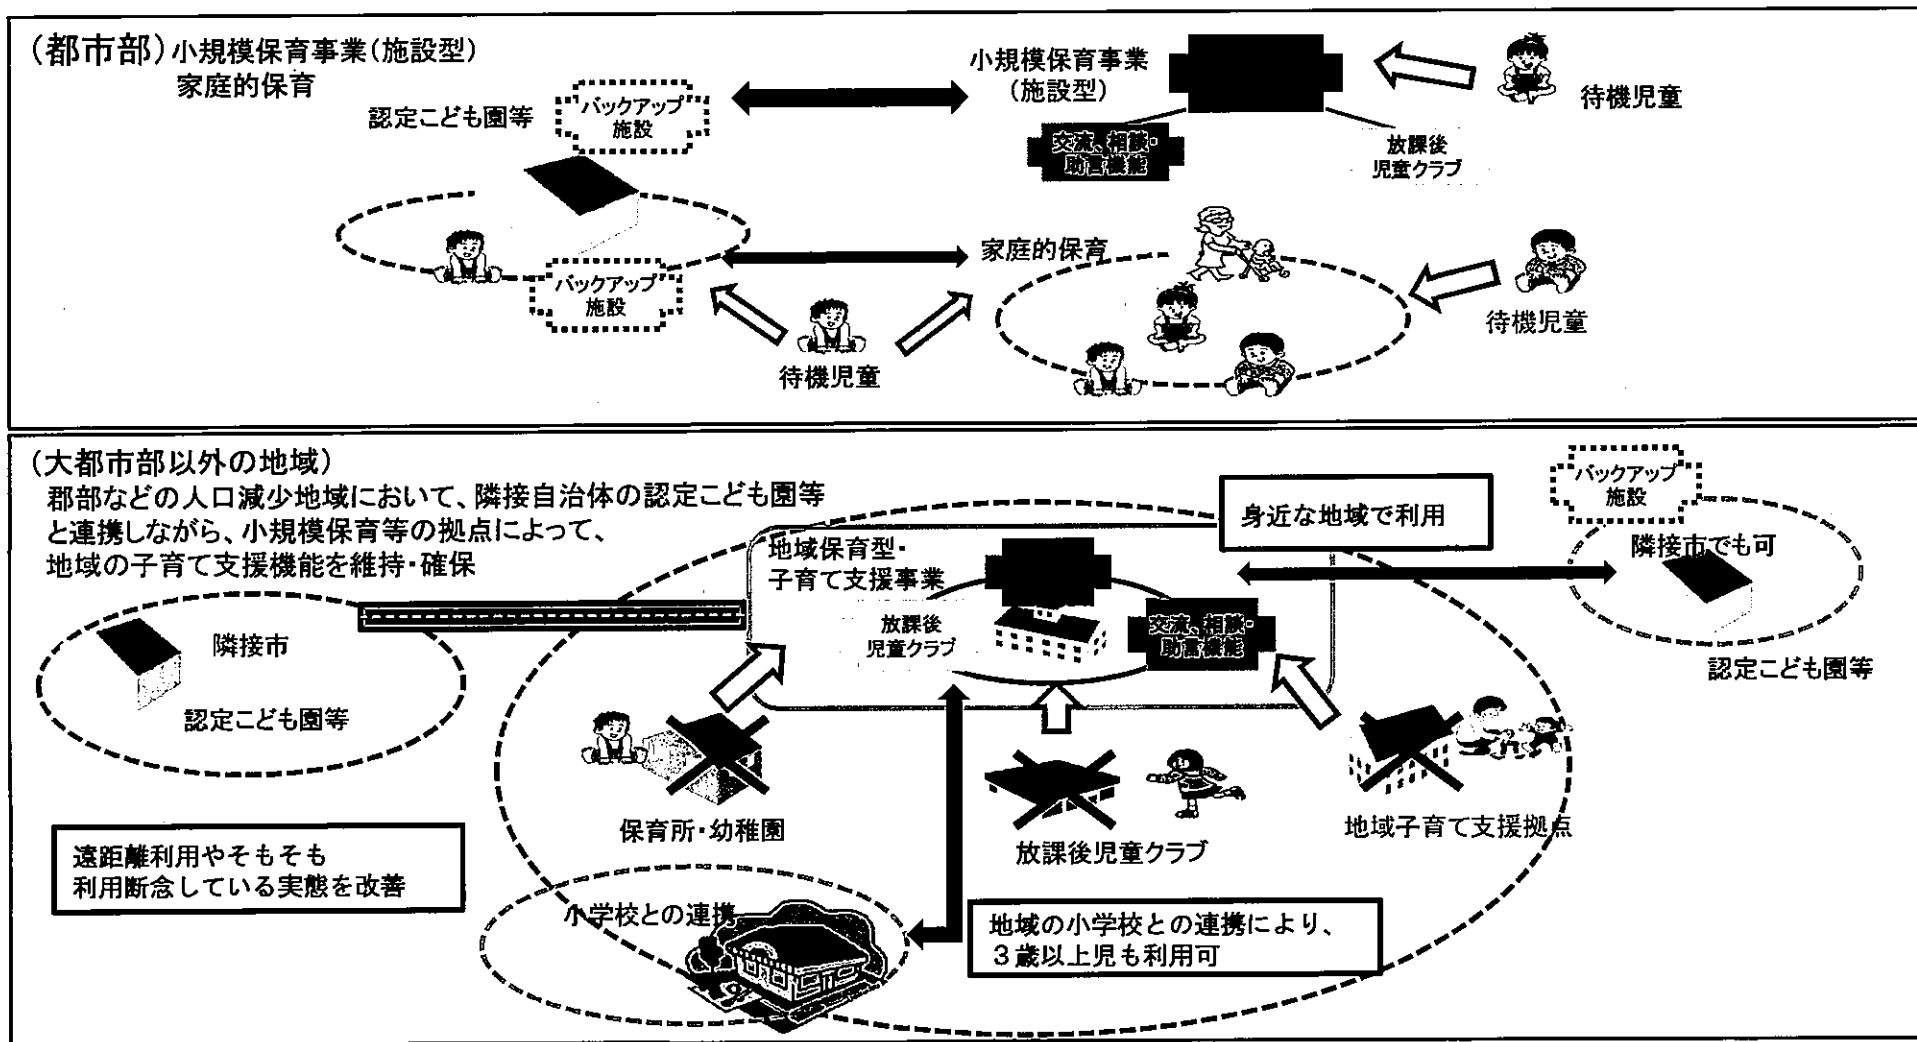 (都市部)小規模保育事業(施設型)
家庭的保育
認定こども園等
バックアップ
施設
小規模保育事業
(施設型)
待機児童
交流、相談・
助言機能
放課後
児童クラブ
バックアップ
施設
家庭的保育
待機児童
待機児童
(大都市部以外の地域)
郡部などの人口減少地域において、隣接自治体の認定こども園等
と連携しながら、小規模保育等の拠点によって、
地域の子育て支援機能を維持・確保
身近な地域で利用
バックアップ
施設
隣接市でも可
認定こども園等
地域保育型・
子育て支援事業
放課後
児童クラブ
交流、相談・
助言機能
隣接市
認定こども園等
保育所・幼稚園
放課後児童クラブ
地域子育て支援拠点
遠距離利用やそもそも
利用断念している実態を改善
小学校との連携
地域の小学校との連携により、
3歳以上児も利用可